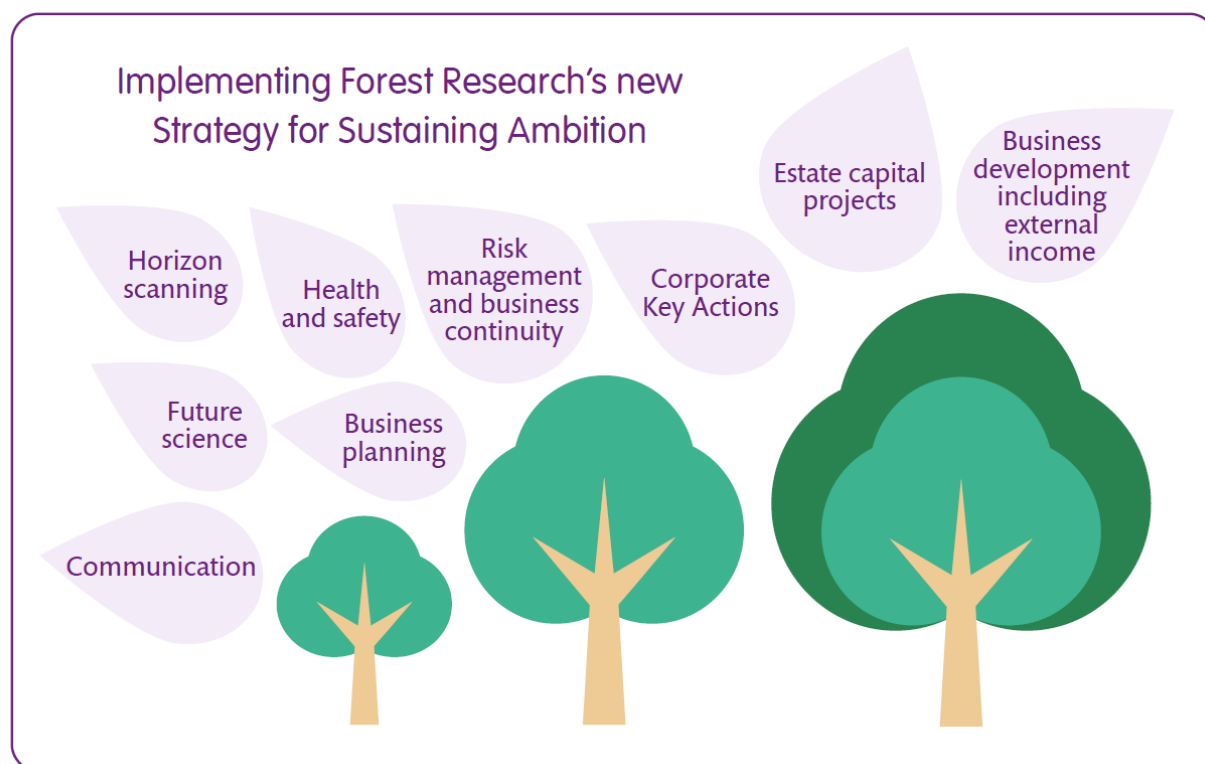 Implementing Forest Research's new
Strategy for Sustaining Ambition
Estate capital
projects
Business
development
including
external
income
Horizon
scanning
Health
and safety
Risk
management
and business
continuity
Corporate
Key Actions
Future
science
Business
planning
Communication